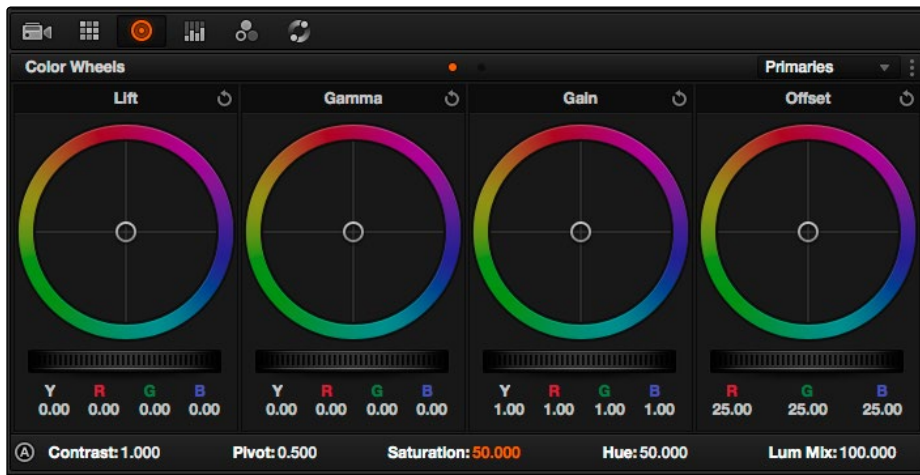 Color Wheels Primaries
Lift Gamma Gain Offset
Y R G B Y R G B Y R G B R G B
0.00 0.00 0.00 0.00 0.00 0.00 0.00 0.00 1.00 1.00 1.00 1.00 25.00 25.00 25.00
A Contrast:1.000 Pivot:0.500 Saturation:50.000 Hue:50.000 Lum Mix:100.000